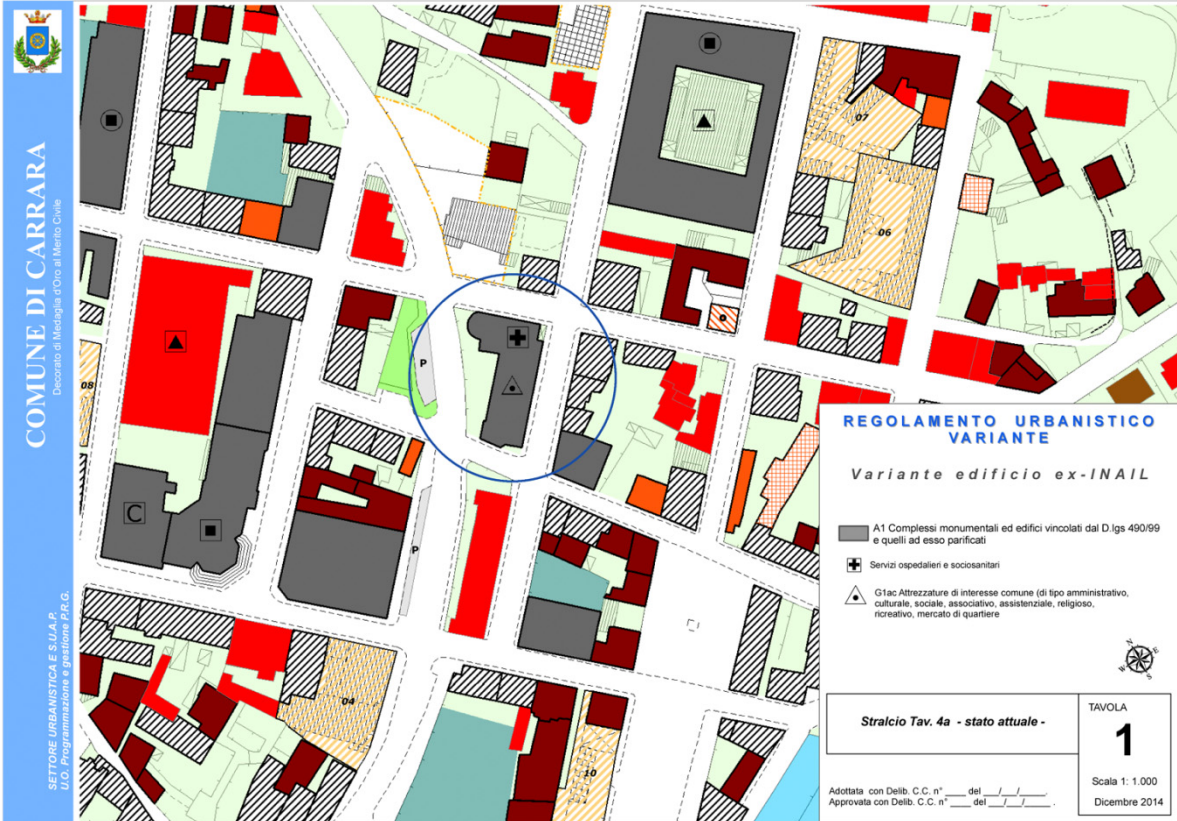 COMUNE DI CARRARA
Decorato di Medaglia d'Oro al Merito Civile
SETTORE URBANISTICA E S.U.A.P.
U.O. Programmazione e gestione P.R.G.
07
06
08
P
C
P
04
10
REGOLAMENTO URBANISTICO
VARIANTE
Variante edificio ex-INAIL
A1 Complessi monumentali ed edifici vincolati dal D.lgs 490/99
e quelli ad esso parificati
Servizi ospedalieri e sociosanitari
G1ac Attrezzature di interesse comune (di tipo amministrativo,
culturale, sociale, associativo, assistenziale, religioso,
ricreativo, mercato di quartiere
N
E
S
W
Stralcio Tav. 4a - stato attuale -
TAVOLA
1
Scala 1: 1.000
Dicembre 2014
Adottata con Delib. C.C. n° ____ del ___/___/_____.
Approvata con Delib. C.C. n° ____ del ___/___/_____ .